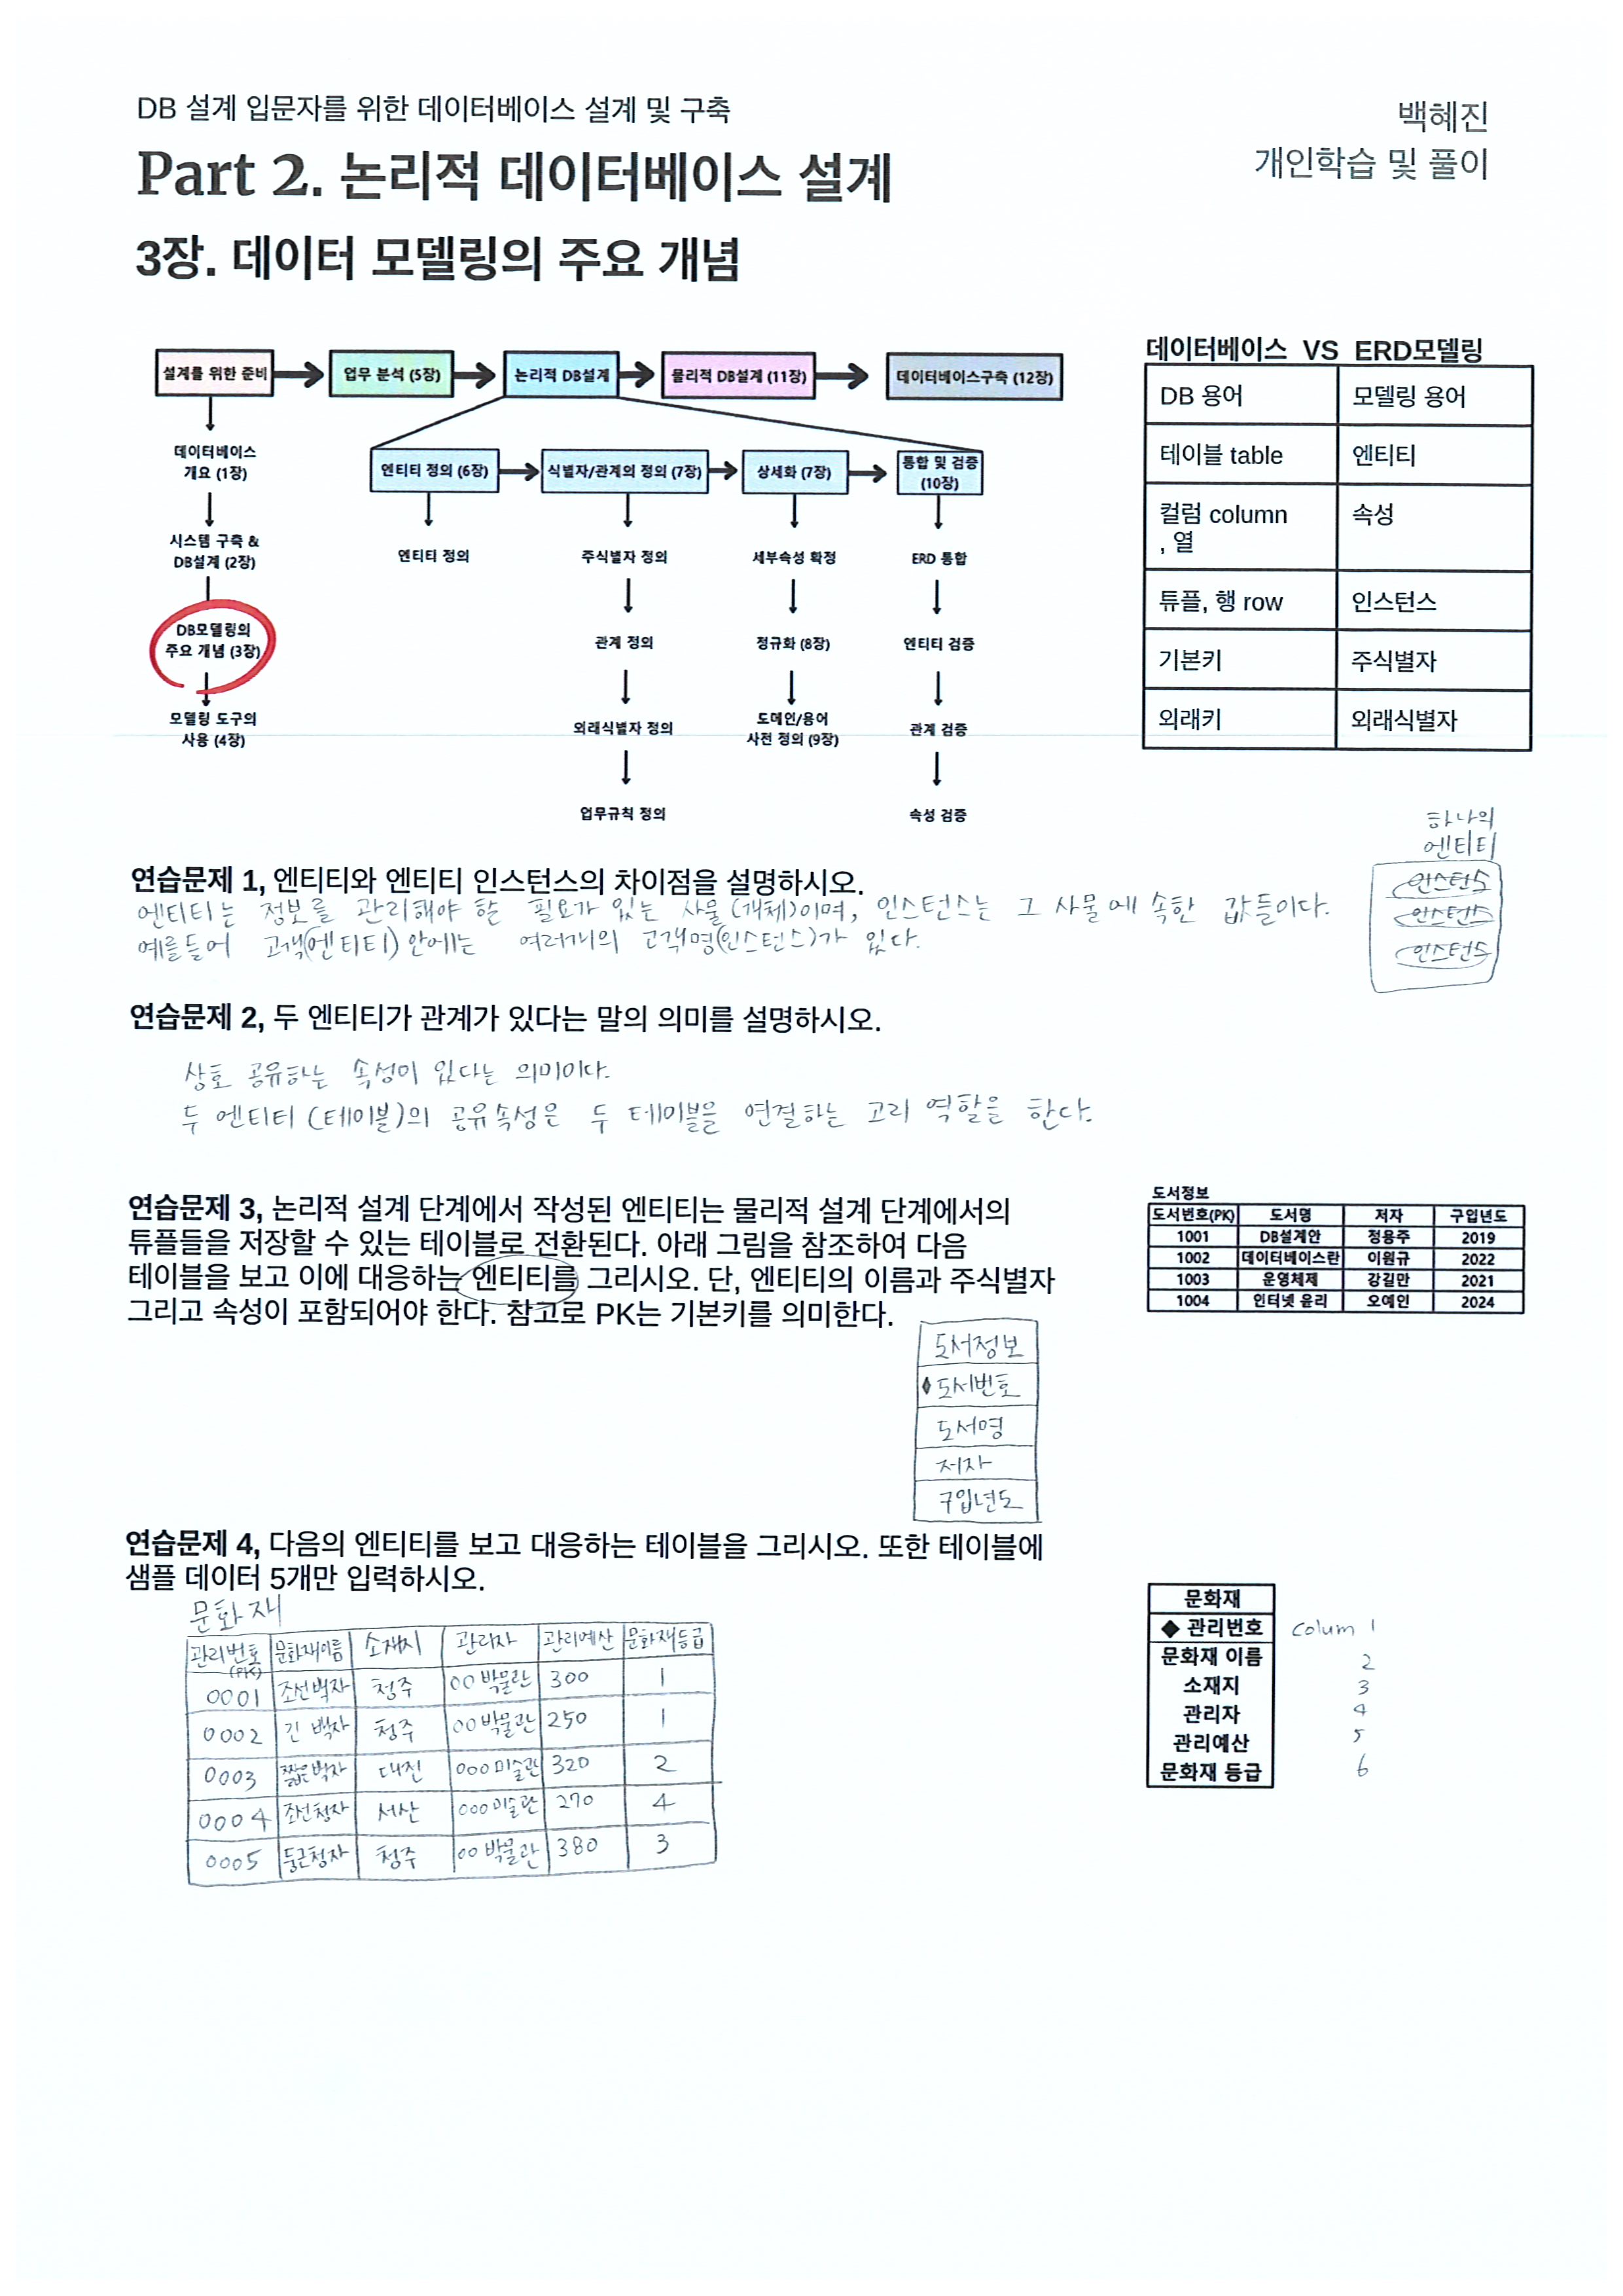 DB 설계 입문자를 위한 데이터베이스 설계 및 구축
백혜진
Part 2. 논리적 데이터베이스 설계
개인학습 및 풀이
3장. 데이터 모델링의 주요 개념
설계를 위한 준비
업무 분석 (5장)
논리적 DB설계
물리적 DB설계 (11장)
데이터베이스구축 (12장)
데이터베이스
개요 (1장)
시스템 구축 &
DB설계 (2장)
DB모델링의
주요 개념 (3장)
모델링 도구의
사용 (4장)
엔티티 정의 (6장)
식별자/관계의 정의 (7장)
상세화 (7장)
통합 및 검증
(10장)
엔티티 정의
주식별자 정의
관계 정의
외래식별자 정의
업무규칙 정의
세부속성 확정
정규화 (8장)
도메인/용어
사전 정의 (9장)
ERD 통합
엔티티 검증
관계 검증
속성 검증
데이터베이스 VS ERD모델링
DB 용어 모델링 용어
테이블 table 엔티티
컬럼 column 속성
, 열
튜플, 행 row 인스턴스
기본키 주식별자
외래키 외래식별자
하나의
엔티티
인스턴스
인스턴스
인스턴스
연습문제 1, 엔티티와 엔티티 인스턴스의 차이점을 설명하시오.
엔티티는 정보를 관리해야 할 필요가 있는 사물(개체)이며, 인스턴스는 그 사물에 속한 값들이다.
예를들어 고객(엔티티) 안에는 여러개의 고객명(인스턴스)가 있다.
연습문제 2, 두 엔티티가 관계가 있다는 말의 의미를 설명하시오.
상호 공유하는 속성이 있다는 의미이다.
두 엔티티 (테이블)의 공유속성은 두 테이블을 연결하는 고리 역할을 한다.
연습문제 3, 논리적 설계 단계에서 작성된 엔티티는 물리적 설계 단계에서의
튜플들을 저장할 수 있는 테이블로 전환된다. 아래 그림을 참조하여 다음
테이블을 보고 이에 대응하는 엔티티를 그리시오. 단, 엔티티의 이름과 주식별자
그리고 속성이 포함되어야 한다. 참고로 PK는 기본키를 의미한다.
도서정보
도서번호(PK) 도서명 저자 구입년도
1001 DB설계안 정용주 2019
1002 데이터베이스란 이원규 2022
1003 운영체제 강길만 2021
1004 인터넷 윤리 오예인 2024
도서정보
◆도서번호
도서명
저자
구입년도
연습문제 4, 다음의 엔티티를 보고 대응하는 테이블을 그리시오. 또한 테이블에
샘플 데이터 5개만 입력하시오.
문화재
관리번호(PK) 문화재이름 소재지 관리자 관리예산 문화재등급
0001 조선백자 청주 00박물관 300 1
0002 긴 백자 청주 00박물관 250 1
0003 짧은백자 대전 000미술관 320 2
0004 조선청자 서산 000미술관 270 4
0005 둥근청자 청주 00박물관 380 3
문화재
◆ 관리번호 colum 1
문화재 이름 2
소재지 3
관리자 4
관리예산 5
문화재 등급 6